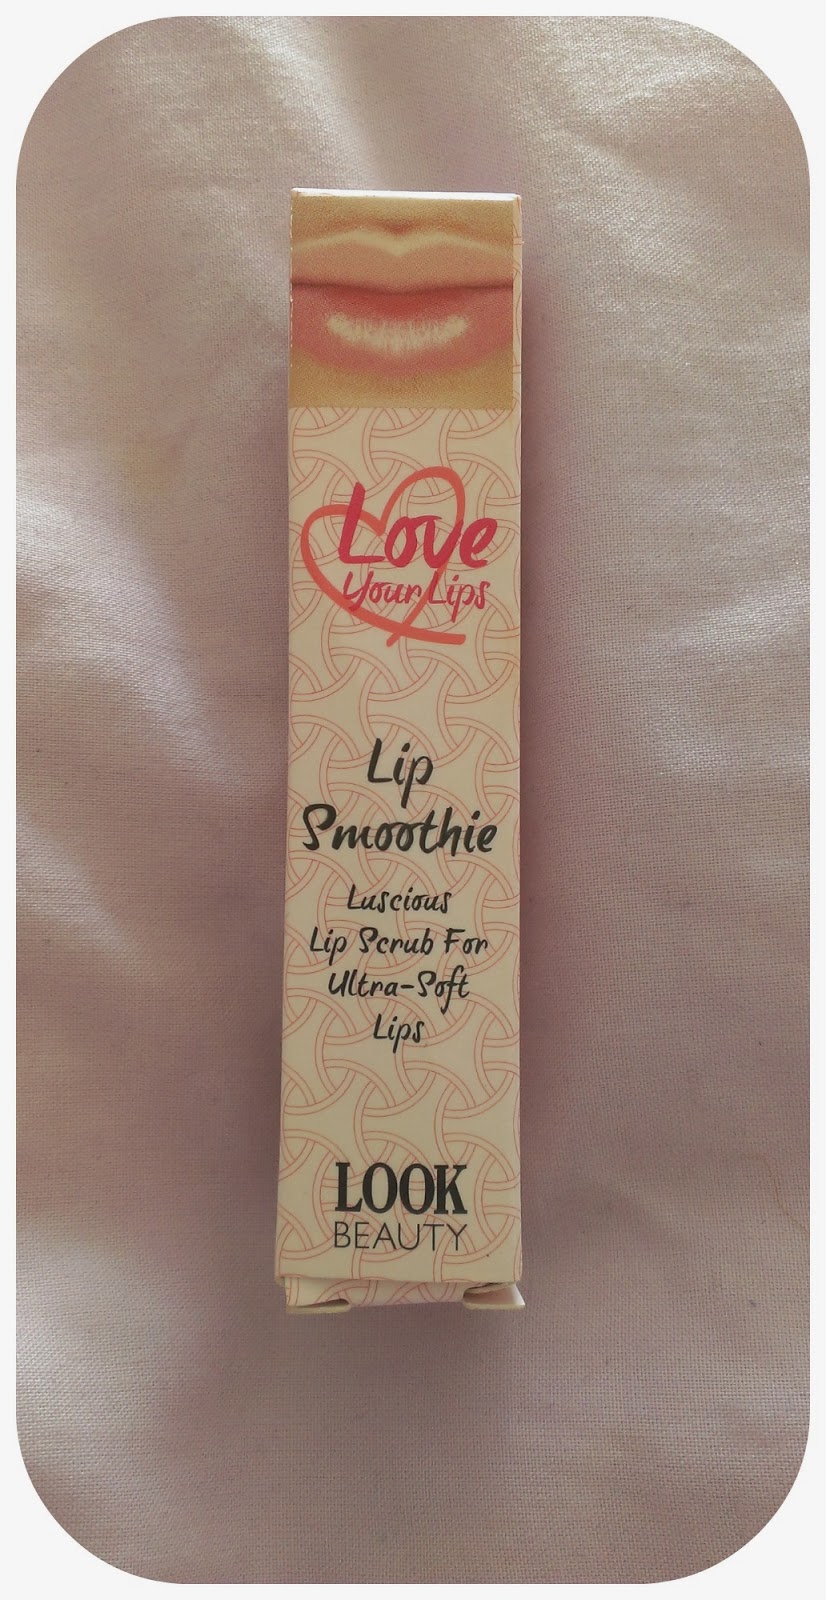 Love
Your Lips
Lip
Smoothie
Luscious
Lip Scrub For
Ultra-Soft
Lips
LOOK
BEAUTY